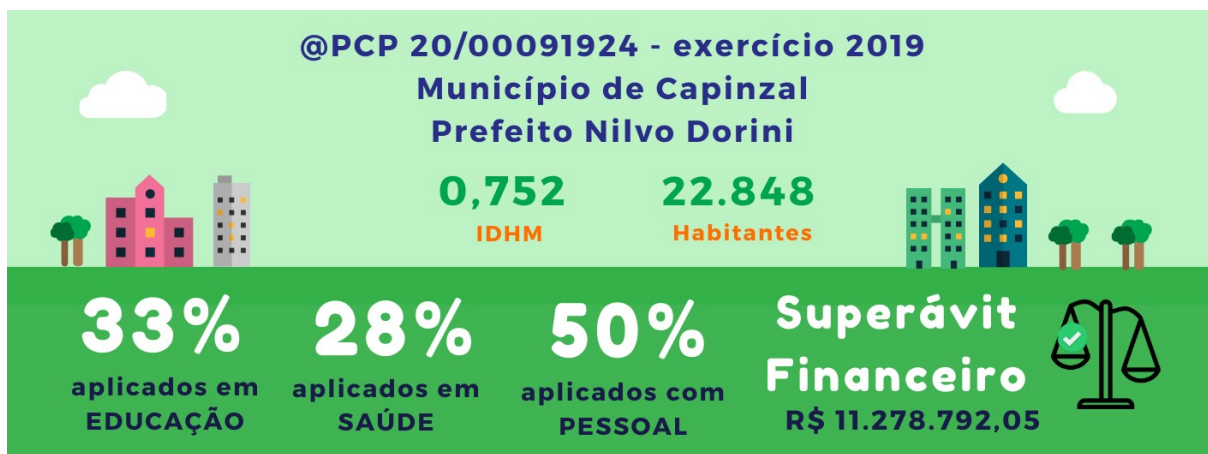 @PCP 20/00091924 - exercício 2019
Município de Capinzal
Prefeito Nilvo Dorini
0,752
IDHM
22.848
Habitantes
33%
aplicados em
EDUCAÇÃO
28%
aplicados em
SAÚDE
50%
aplicados com
PESSOAL
Superávit
Financeiro
R$ 11.278.792,05